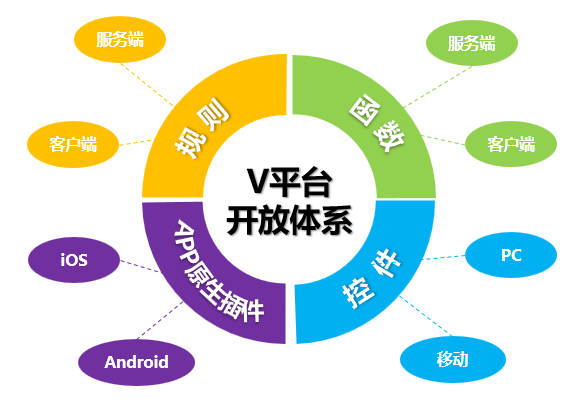 服务端
服务端
规则
函数
客户端
客户端
V平台
开放体系
iOS
APP原生插件
控件
PC
Android
移动